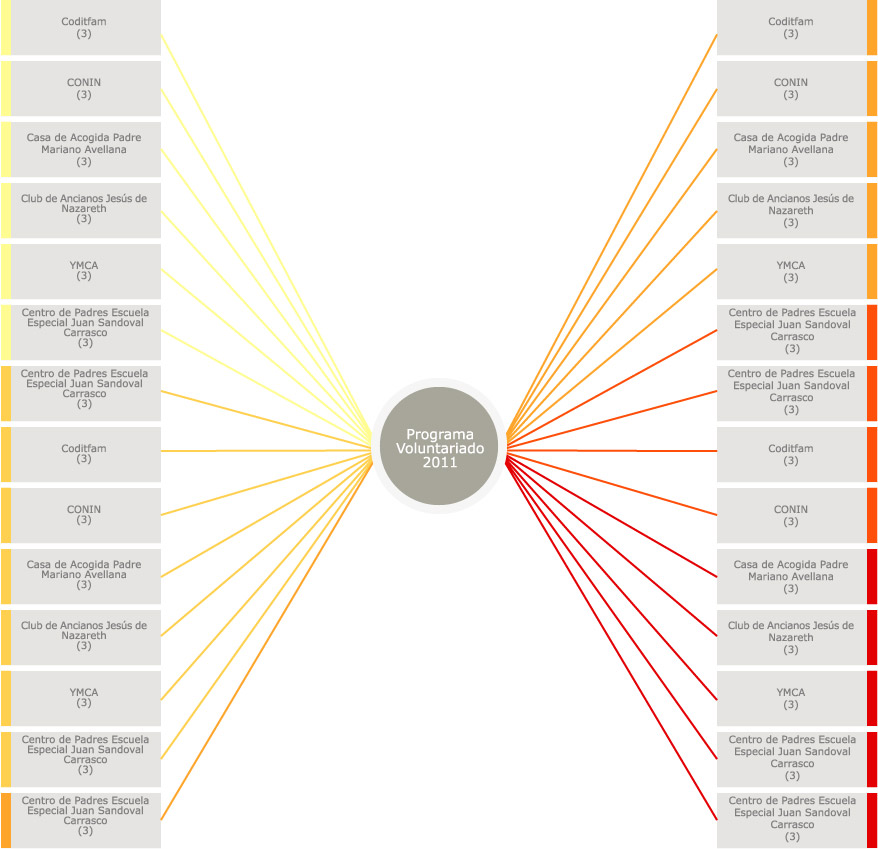 Coditfam
(3)
CONIN
(3)
Casa de Acogida Padre
Mariano Avellana
(3)
Club de Ancianos Jesús de
Nazareth
(3)
YMCA
(3)
Centro de Padres Escuela
Especial Juan Sandoval
Carrasco
(3)
Centro de Padres Escuela
Especial Juan Sandoval
Carrasco
(3)
Coditfam
(3)
CONIN
(3)
Casa de Acogida Padre
Mariano Avellana
(3)
Club de Ancianos Jesús de
Nazareth
(3)
YMCA
(3)
Centro de Padres Escuela
Especial Juan Sandoval
Carrasco
(3)
Centro de Padres Escuela
Especial Juan Sandoval
Carrasco
(3)
Programa
Voluntariado
2011
Coditfam
(3)
CONIN
(3)
Casa de Acogida Padre
Mariano Avellana
(3)
Club de Ancianos Jesús de
Nazareth
(3)
YMCA
(3)
Centro de Padres Escuela
Especial Juan Sandoval
Carrasco
(3)
Centro de Padres Escuela
Especial Juan Sandoval
Carrasco
(3)
Coditfam
(3)
CONIN
(3)
Casa de Acogida Padre
Mariano Avellana
(3)
Club de Ancianos Jesús de
Nazareth
(3)
YMCA
(3)
Centro de Padres Escuela
Especial Juan Sandoval
Carrasco
(3)
Centro de Padres Escuela
Especial Juan Sandoval
Carrasco
(3)